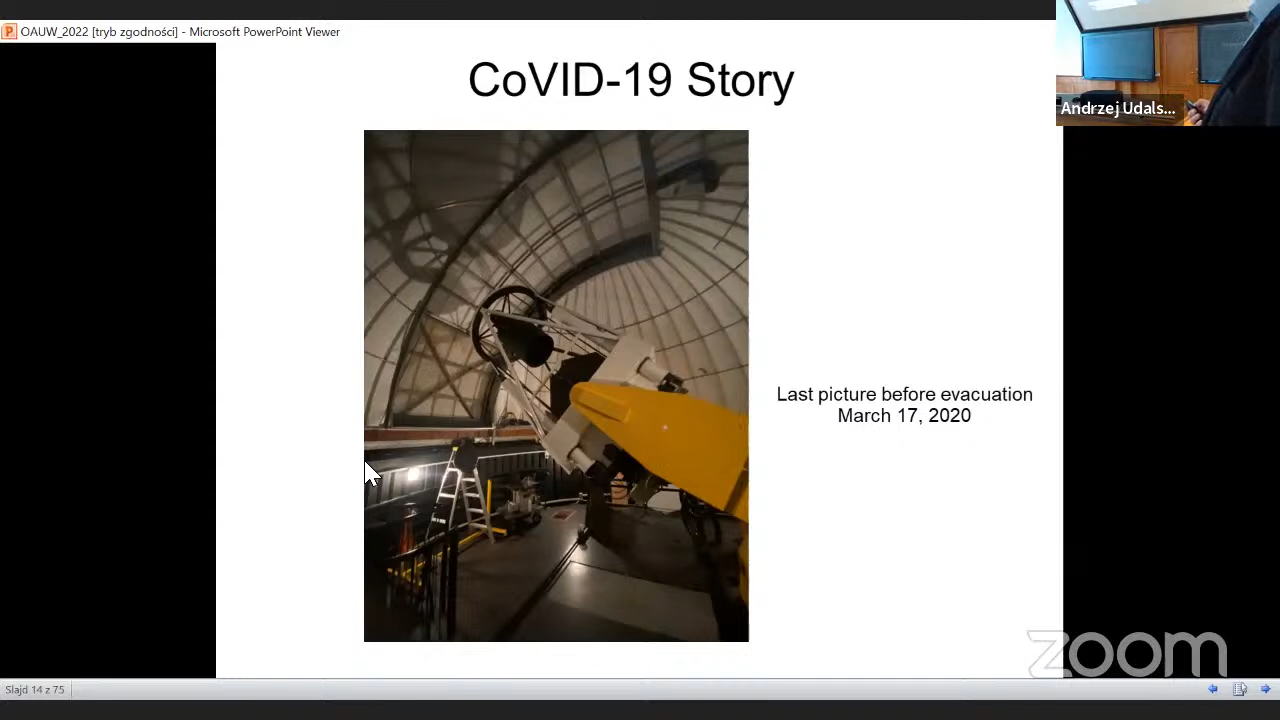 OAUW_2022 [tryb zgodności] - Microsoft PowerPoint Viewer
CoVID-19 Story
Andrzej Udals...
Last picture before evacuation
March 17, 2020
zoom
Slajd 14 z 75